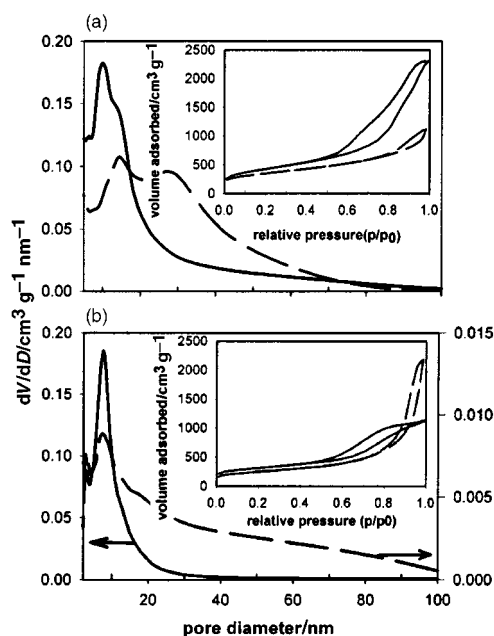 (a)
0.20
0.15
0.10
0.05
0.00
2500
2000
1500
1000
500
0
0.0 0.2 0.4 0.6 0.8 1.0
volume adsorbed/cm³ g⁻¹
relative pressure(p/p0)
dV/dD/cm³ g⁻¹ nm⁻¹
(b)
0.20
0.15
0.10
0.05
0.00
2500
2000
1500
1000
500
0
0.0 0.2 0.4 0.6 0.8 1.0
volume adsorbed/cm³ g⁻¹
relative pressure (p/p0)
0.015
0.010
0.005
0.000
20 40 60 80 100
pore diameter/nm